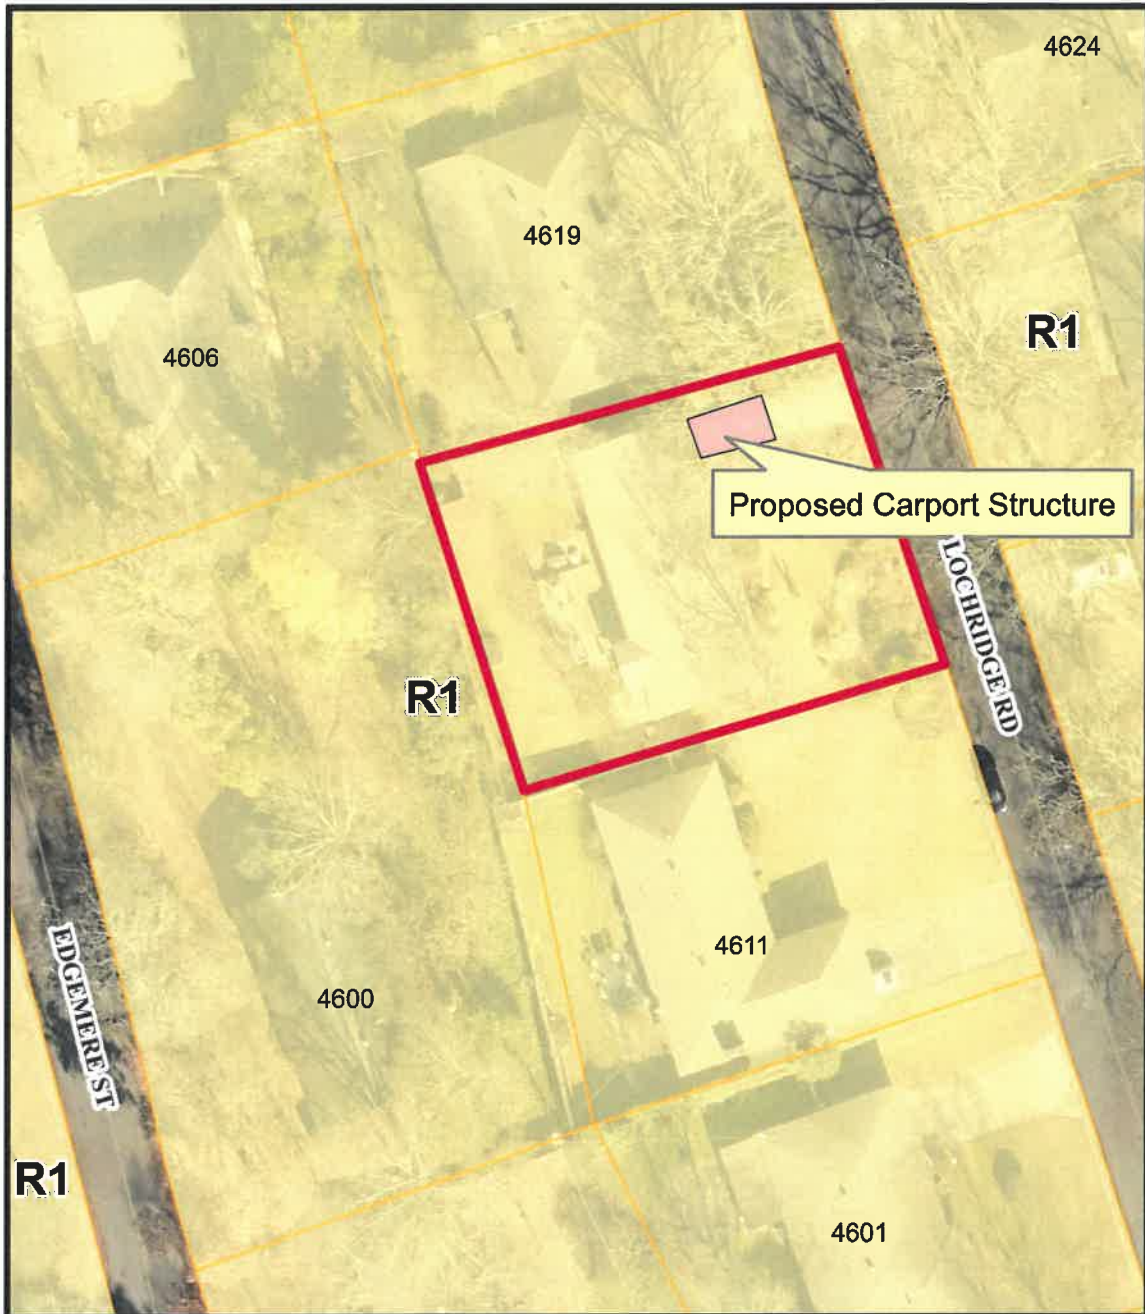 4624
4619
R1
4606
Proposed Carport Structure
LOCHRIDGE RD
R1
4611
EDGEMERE ST
4600
R1
4601